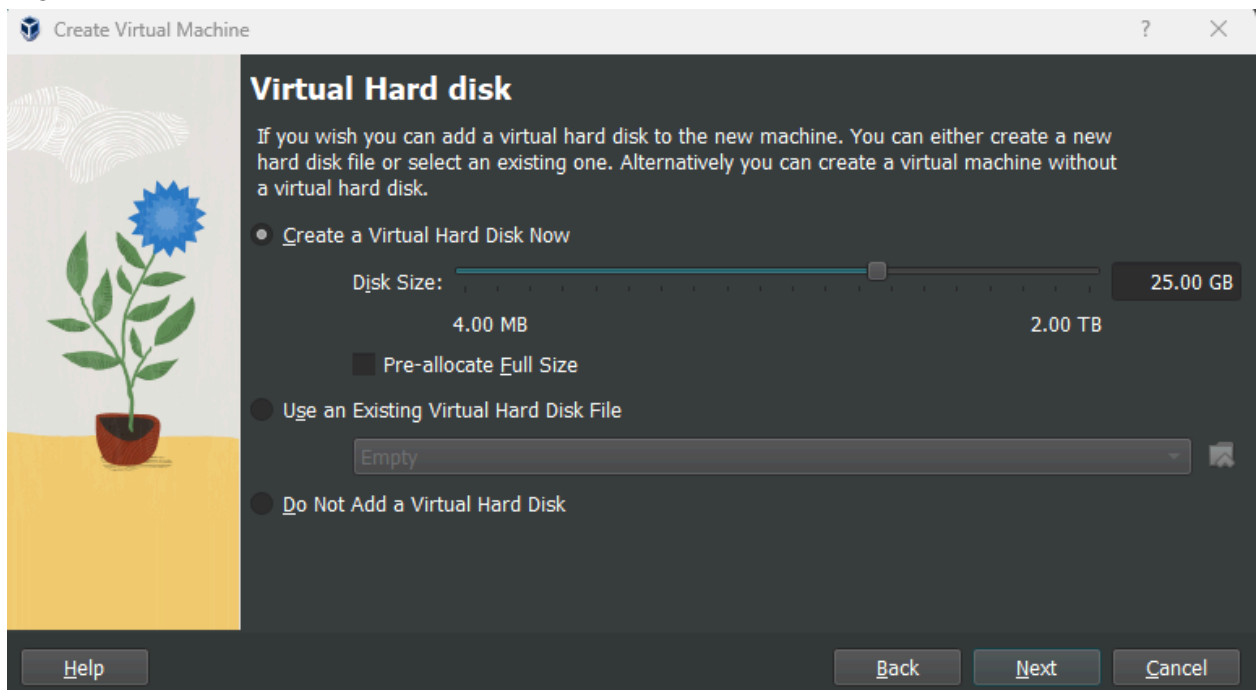 Create Virtual Machine
?
Virtual Hard disk
If you wish you can add a virtual hard disk to the new machine. You can either create a new
hard disk file or select an existing one. Alternatively you can create a virtual machine without
a virtual hard disk.
Create a Virtual Hard Disk Now
Disk Size:
25.00 GB
4.00 MB
2.00 TB
Pre-allocate Full Size
Use an Existing Virtual Hard Disk File
Empty
Do Not Add a Virtual Hard Disk
Help
Back
Next
Cancel